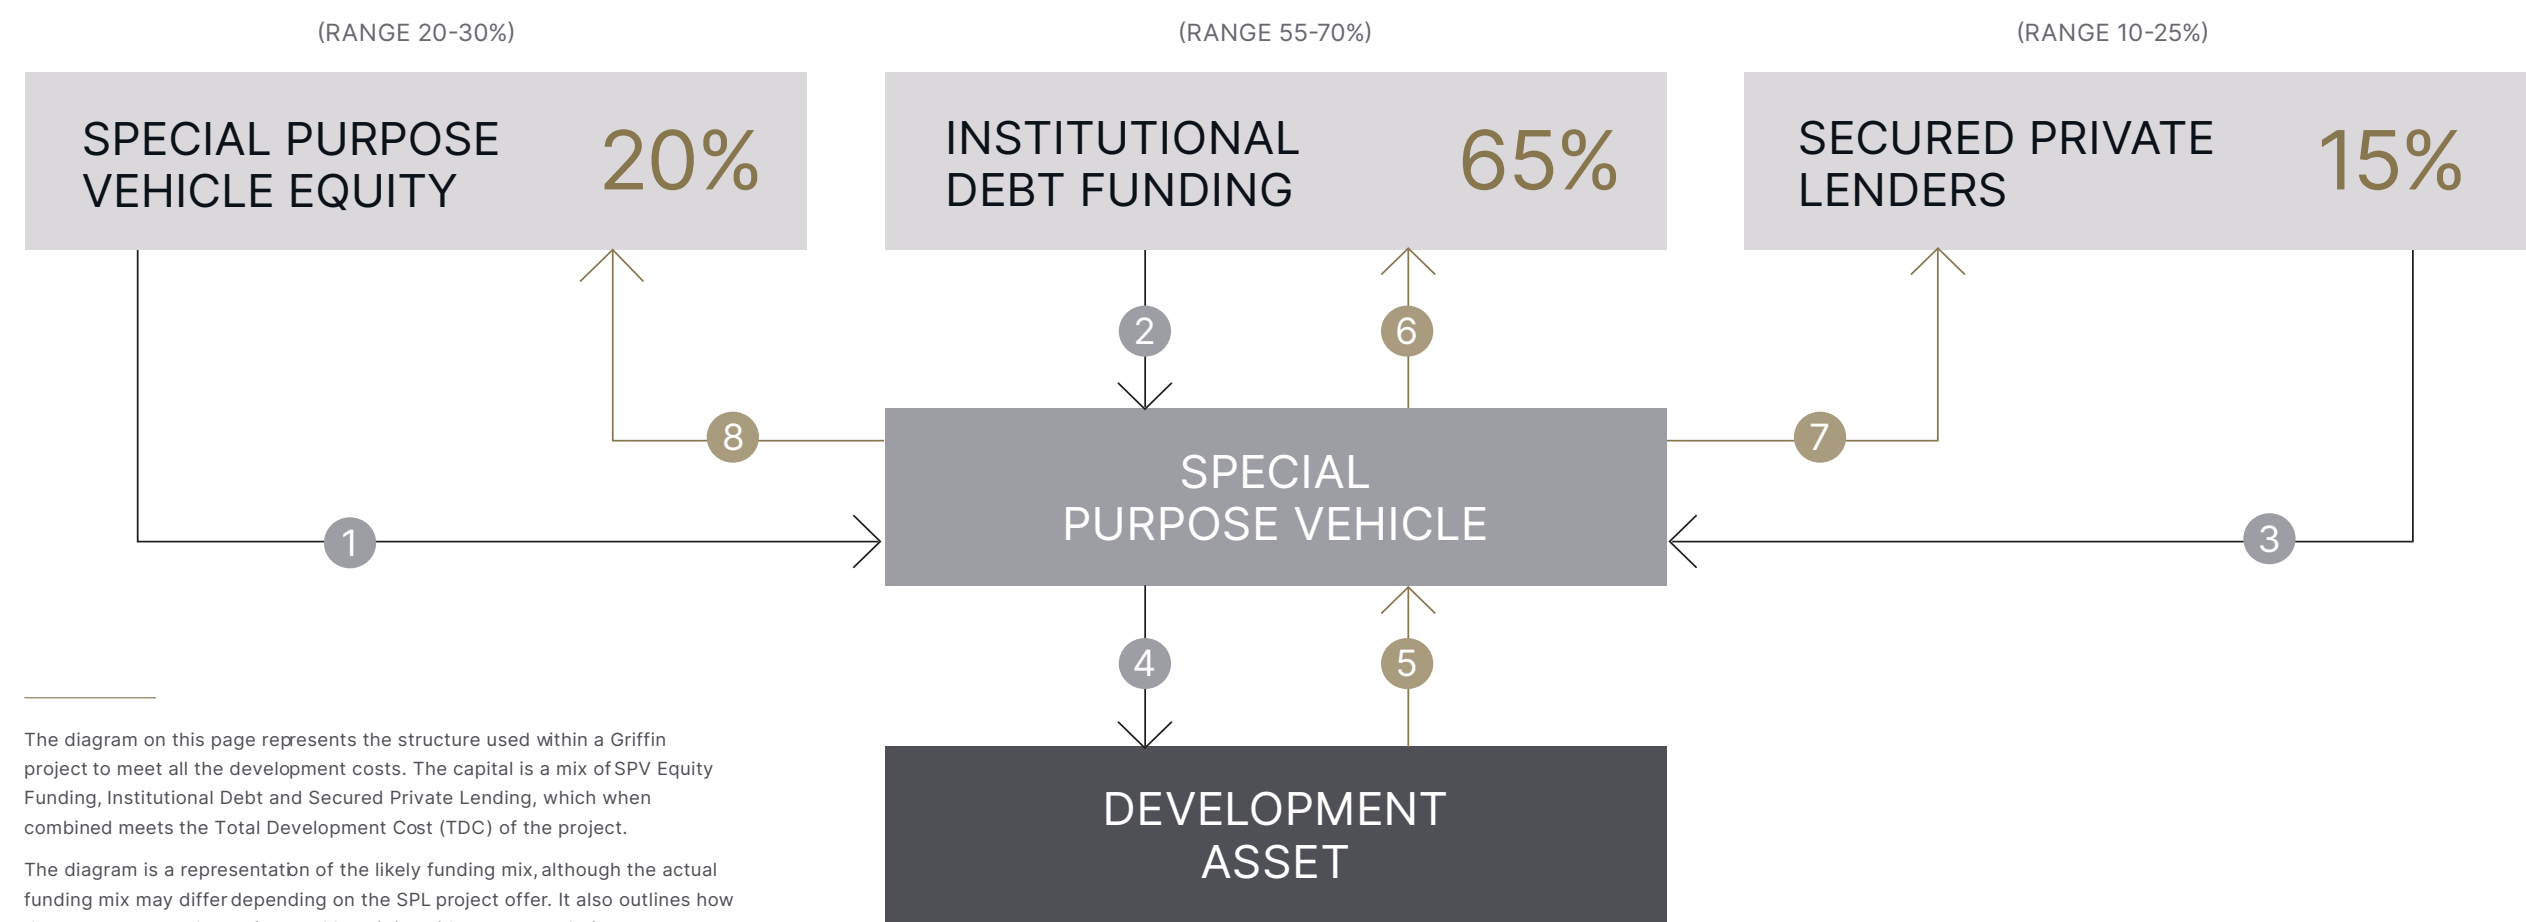 (RANGE 20-30%)
(RANGE 55-70%)
(RANGE 10-25%)
SPECIAL PURPOSE
VEHICLE EQUITY
20%
INSTITUTIONAL
DEBT FUNDING
65%
SECURED PRIVATE
LENDERS
15%
2
6
8
7
SPECIAL
PURPOSE VEHICLE
1
3
4
5
DEVELOPMENT
ASSET
The diagram on this page represents the structure used within a Griffin
project to meet all the development costs. The capital is a mix of SPV Equity
Funding, Institutional Debt and Secured Private Lending, which when
combined meets the Total Development Cost (TDC) of the project.
The diagram is a representation of the likely funding mix, although the actual
funding mix may differ depending on the SPL project offer. It also outlines how